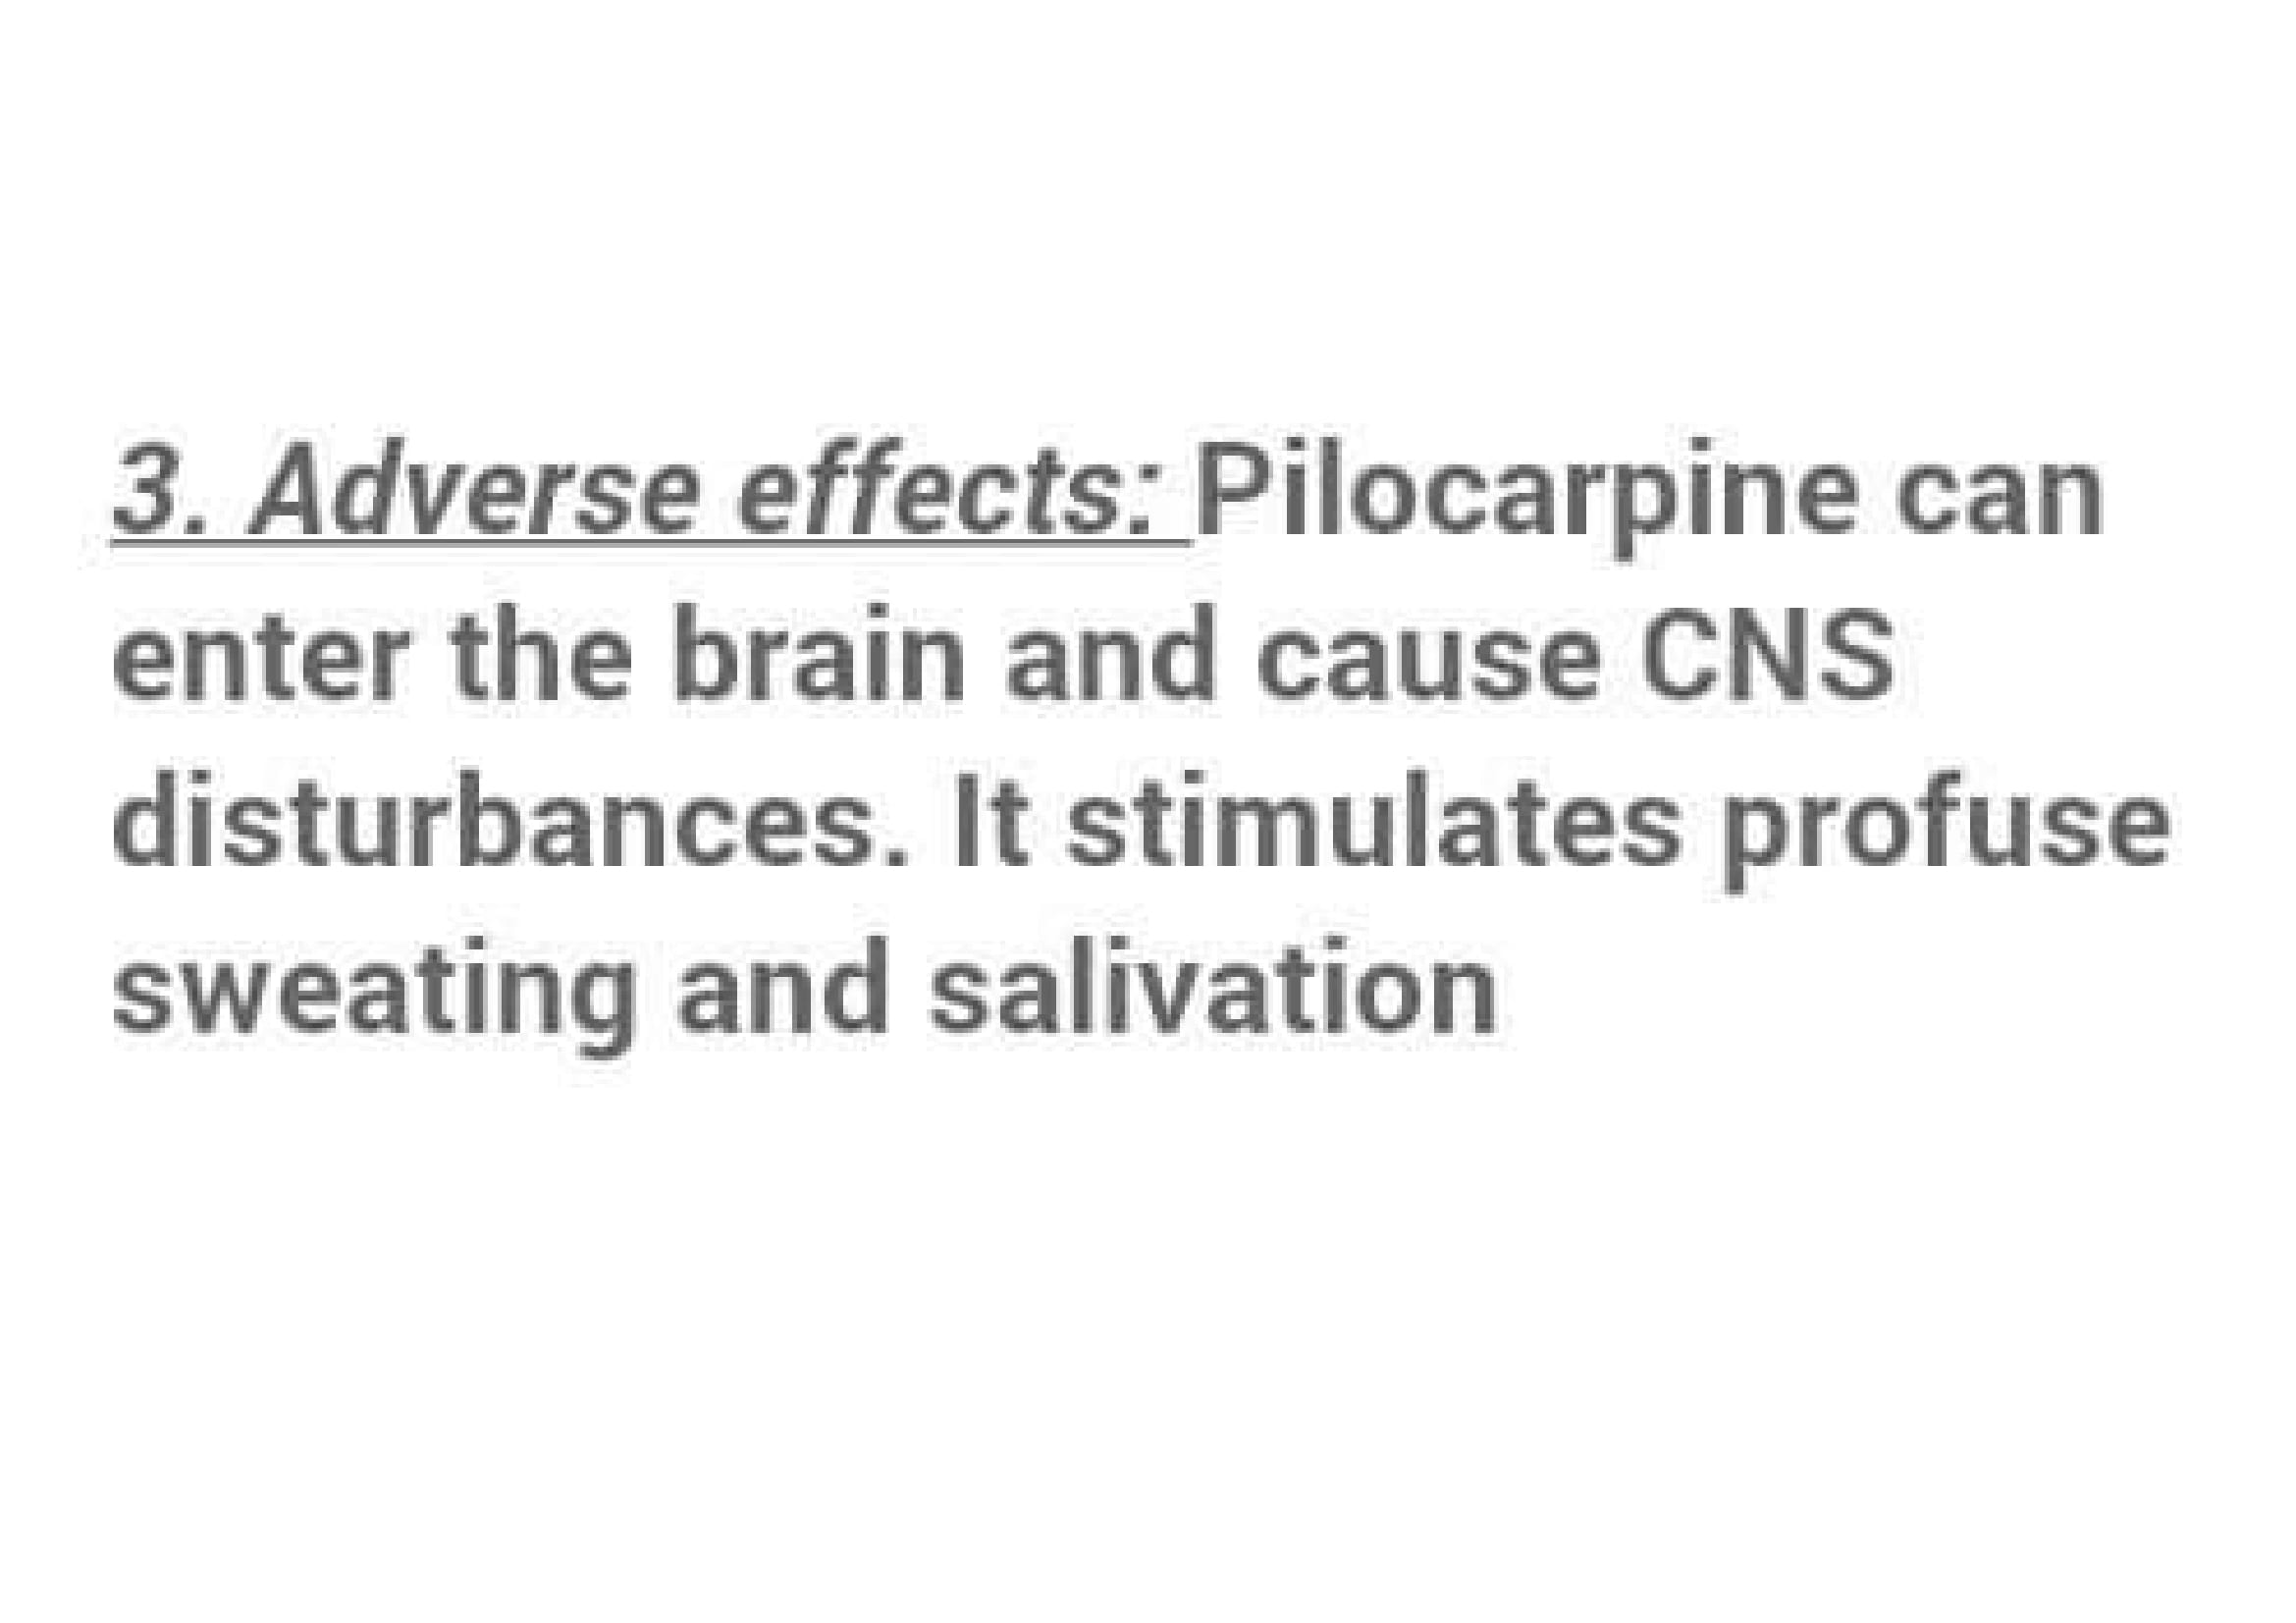 3. Adverse effects: Pilocarpine can
enter the brain and cause CNS
disturbances. It stimulates profuse
sweating and salivation